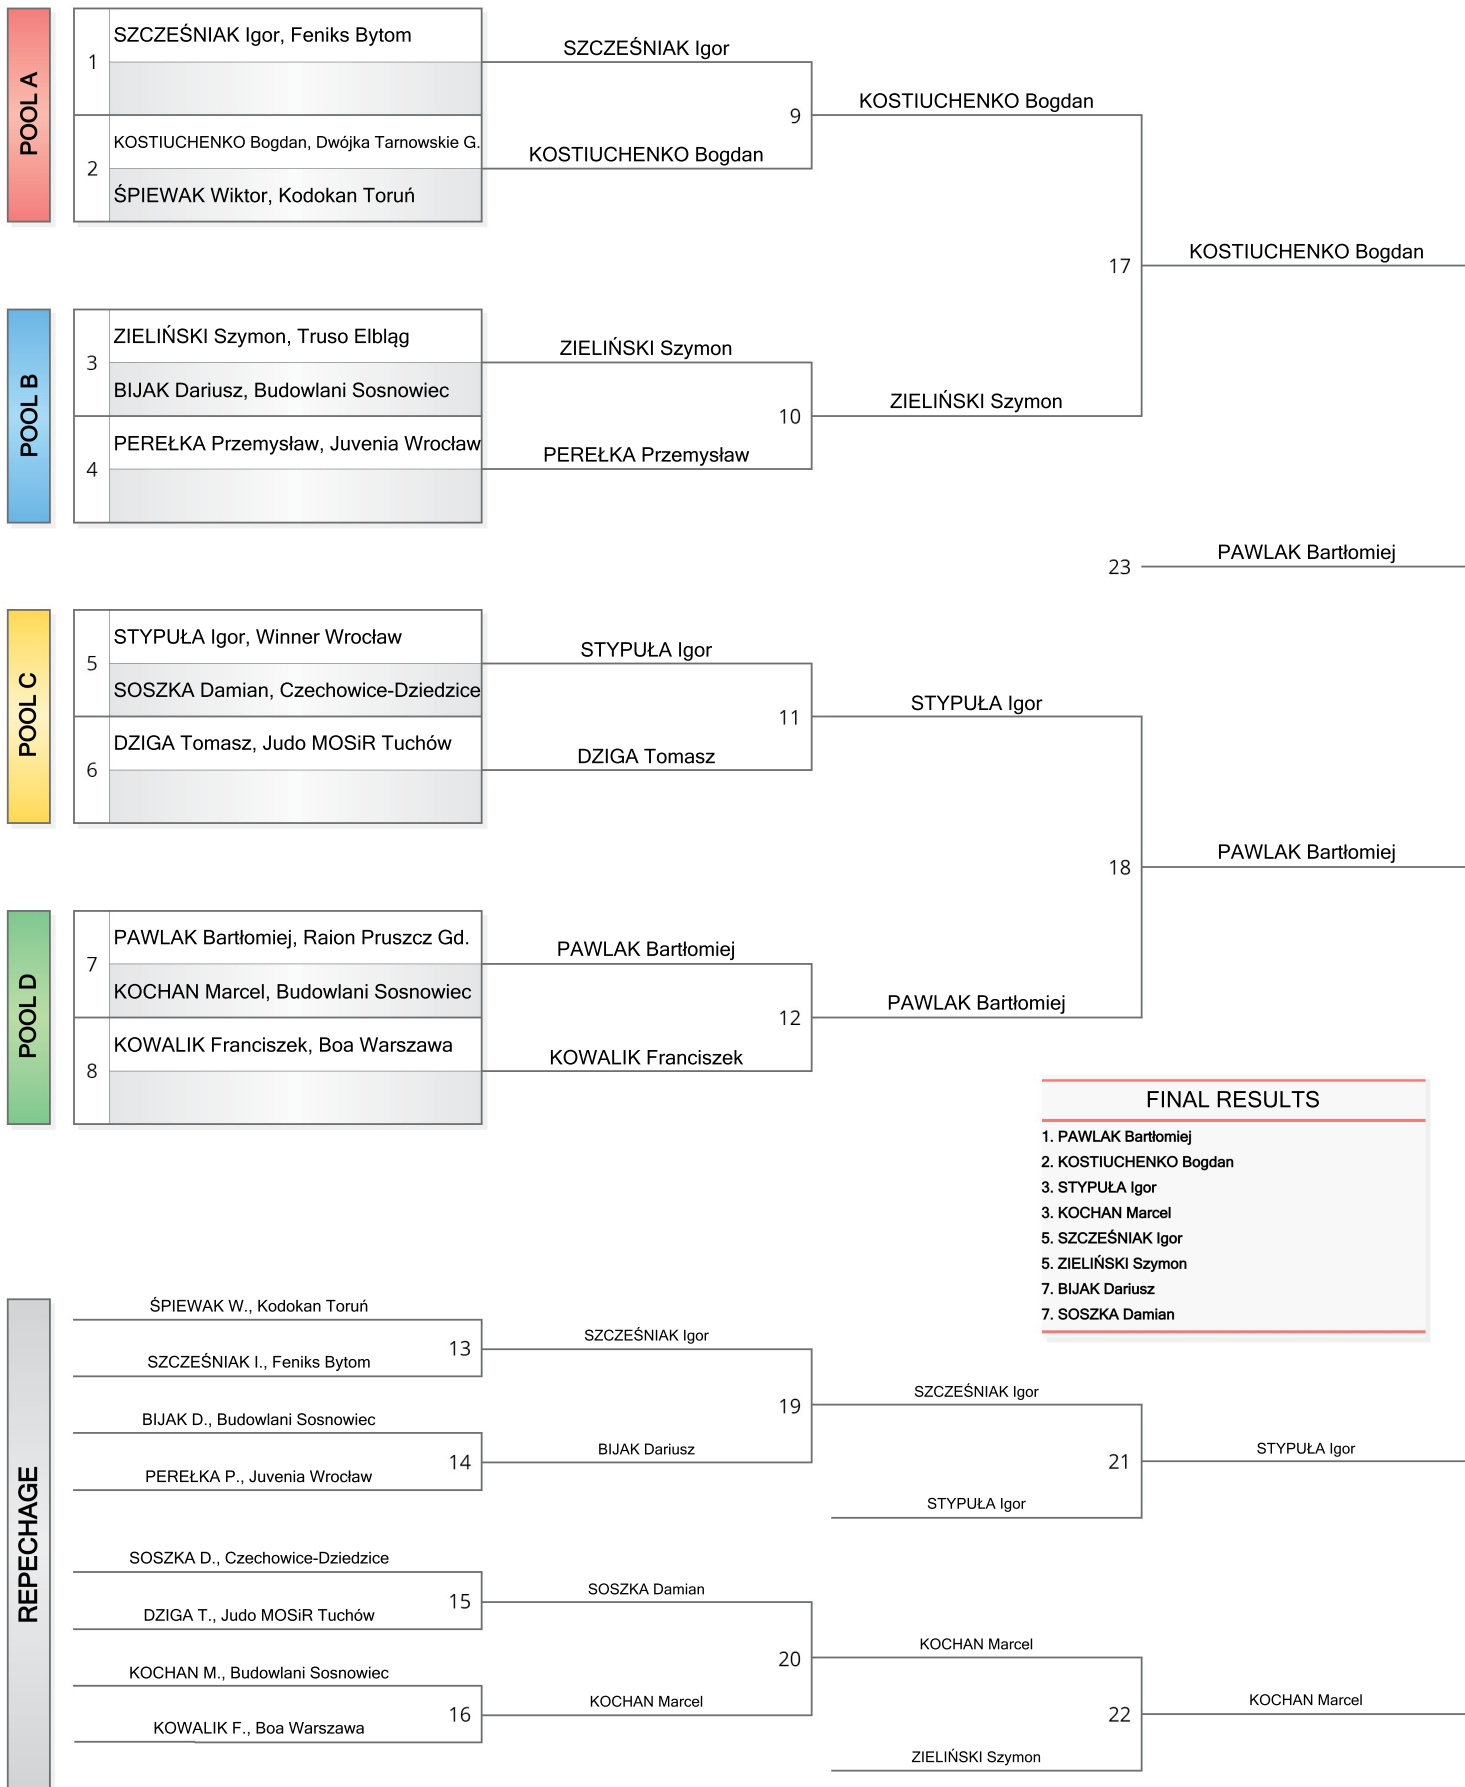 POOL A
1
SZCZEŚNIAK Igor, Feniks Bytom
2
KOSTIUCHENKO Bogdan, Dwójka Tarnowskie G.
ŚPIEWAK Wiktor, Kodokan Toruń
SZCZEŚNIAK Igor
KOSTIUCHENKO Bogdan
9
KOSTIUCHENKO Bogdan
17
KOSTIUCHENKO Bogdan
POOL B
3
ZIELIŃSKI Szymon, Truso Elbląg
BIJAK Dariusz, Budowlani Sosnowiec
4
PEREŁKA Przemysław, Juvenia Wrocław
ZIELIŃSKI Szymon
PEREŁKA Przemysław
10
ZIELIŃSKI Szymon
23
PAWLAK Bartłomiej
POOL C
5
STYPUŁA Igor, Winner Wrocław
SOSZKA Damian, Czechowice-Dziedzice
6
DZIGA Tomasz, Judo MOSiR Tuchów
STYPUŁA Igor
DZIGA Tomasz
11
STYPUŁA Igor
18
PAWLAK Bartłomiej
POOL D
7
PAWLAK Bartłomiej, Raion Pruszcz Gd.
KOCHAN Marcel, Budowlani Sosnowiec
8
KOWALIK Franciszek, Boa Warszawa
PAWLAK Bartłomiej
KOWALIK Franciszek
12
PAWLAK Bartłomiej
FINAL RESULTS
1. PAWLAK Bartłomiej
2. KOSTIUCHENKO Bogdan
3. STYPUŁA Igor
3. KOCHAN Marcel
5. SZCZEŚNIAK Igor
5. ZIELIŃSKI Szymon
7. BIJAK Dariusz
7. SOSZKA Damian
REPECHAGE
ŚPIEWAK W., Kodokan Toruń
13
SZCZEŚNIAK I., Feniks Bytom
BIJAK D., Budowlani Sosnowiec
14
PEREŁKA P., Juvenia Wrocław
SZCZEŚNIAK Igor
19
BIJAK Dariusz
SZCZEŚNIAK Igor
21
STYPUŁA Igor
STYPUŁA Igor
SOSZKA D., Czechowice-Dziedzice
15
DZIGA T., Judo MOSiR Tuchów
KOCHAN M., Budowlani Sosnowiec
16
KOWALIK F., Boa Warszawa
SOSZKA Damian
20
KOCHAN Marcel
KOCHAN Marcel
22
ZIELIŃSKI Szymon
KOCHAN Marcel